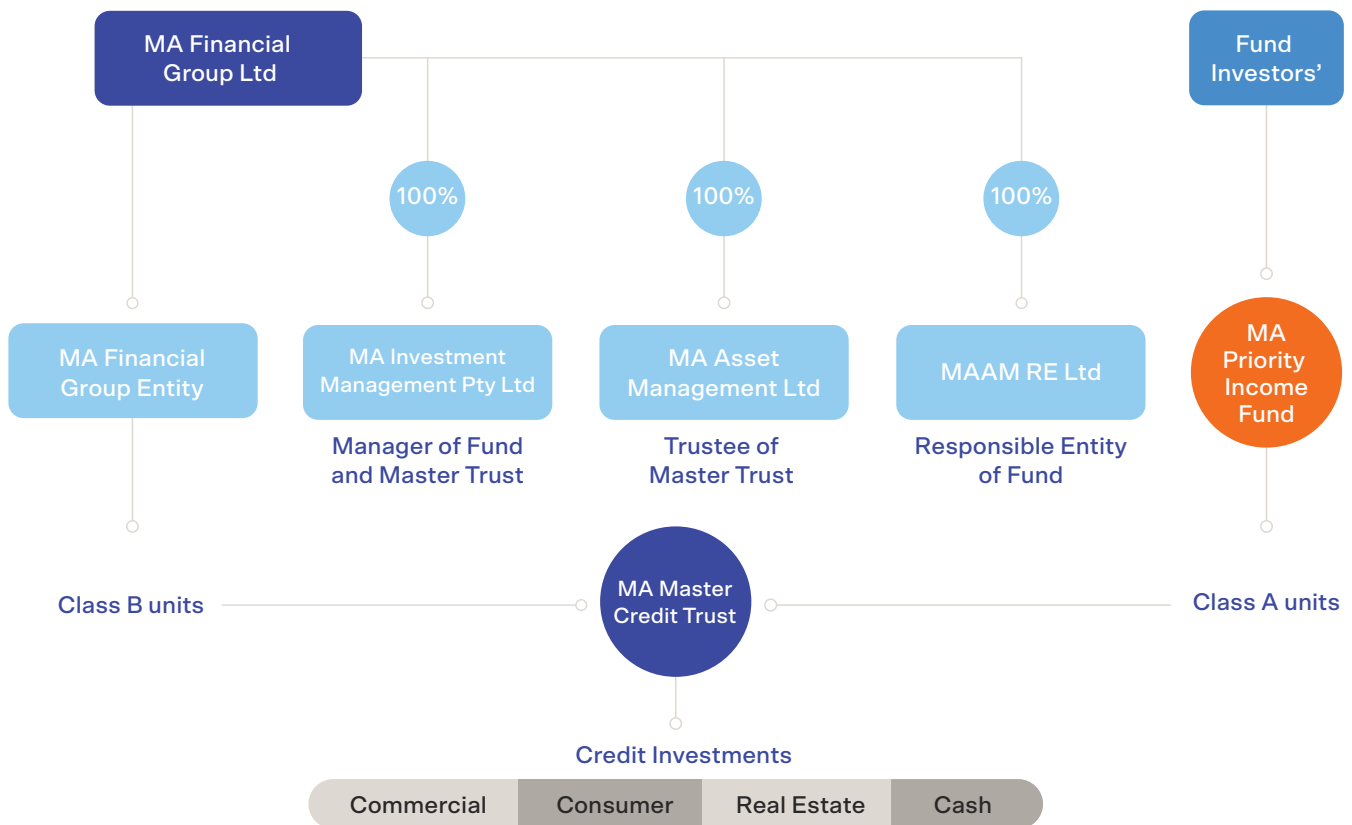 MA Financial
Group Ltd
Fund
Investors’
100%
100%
100%
MA Financial
Group Entity
MA Investment
Management Pty Ltd
MA Asset
Management Ltd
MAAM RE Ltd
MA
Priority
Income
Fund
Manager of Fund
and Master Trust
Trustee of
Master Trust
Responsible Entity
of Fund
Class B units
MA Master
Credit Trust
Class A units
Credit Investments
Commercial
Consumer
Real Estate
Cash